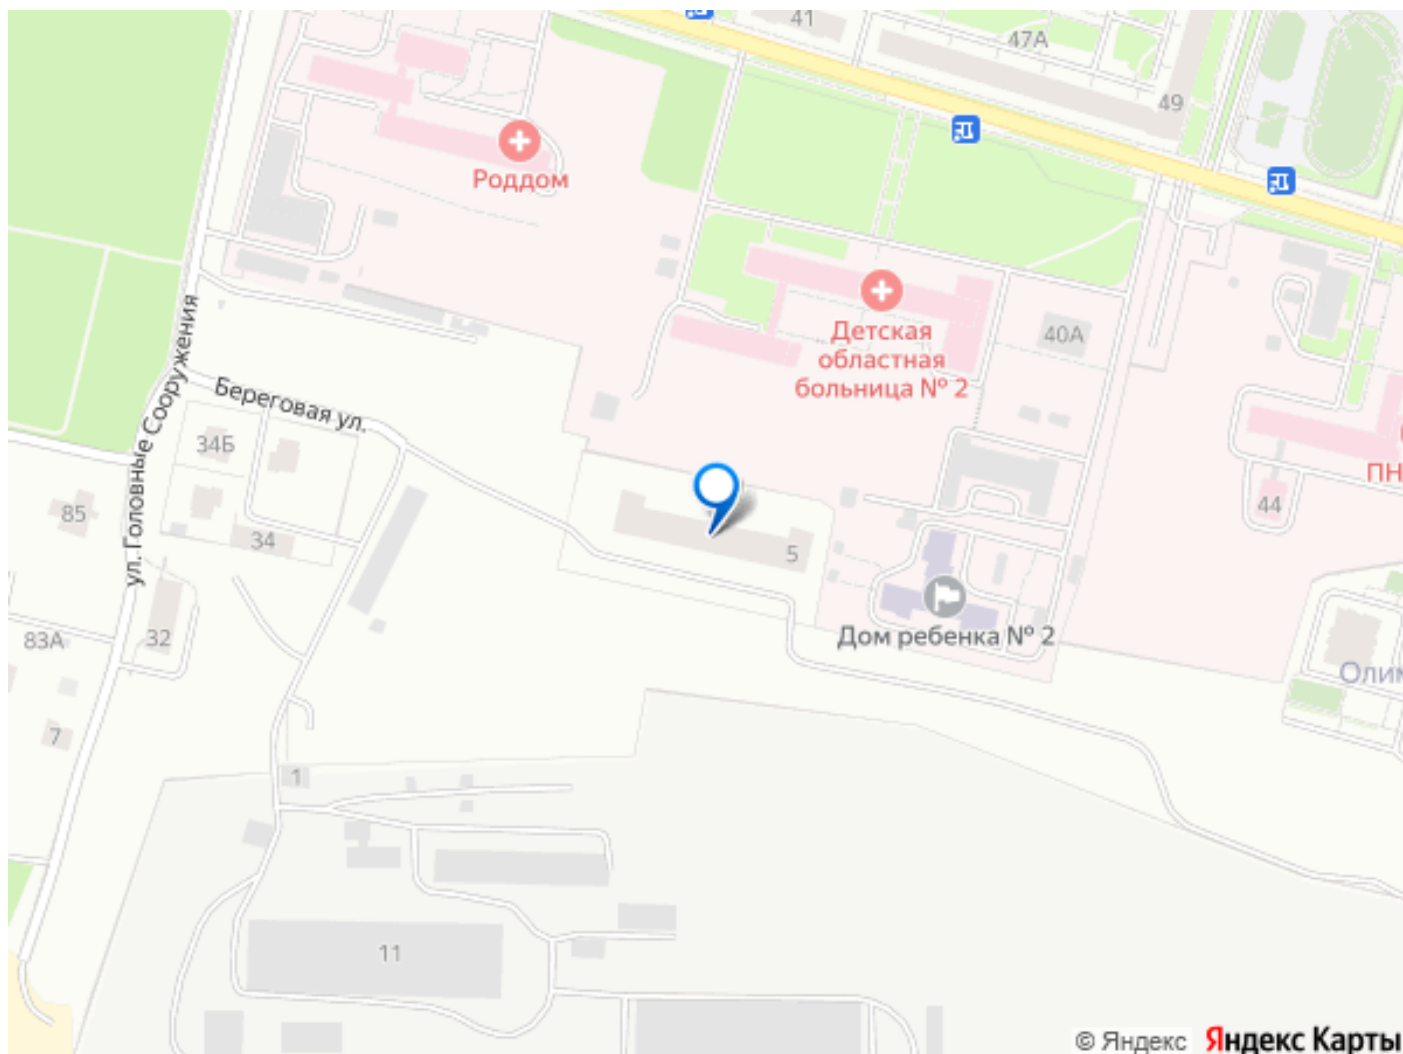 41
47А
49
Роддом
Детская
областная
больница № 2
40А
ул. Головные Сооружения
Береговая ул.
34Б
ПН
85
44
34
5
32
83А
Дом ребенка № 2
Олим
7
1
11
© Яндекс Яндекс Карты